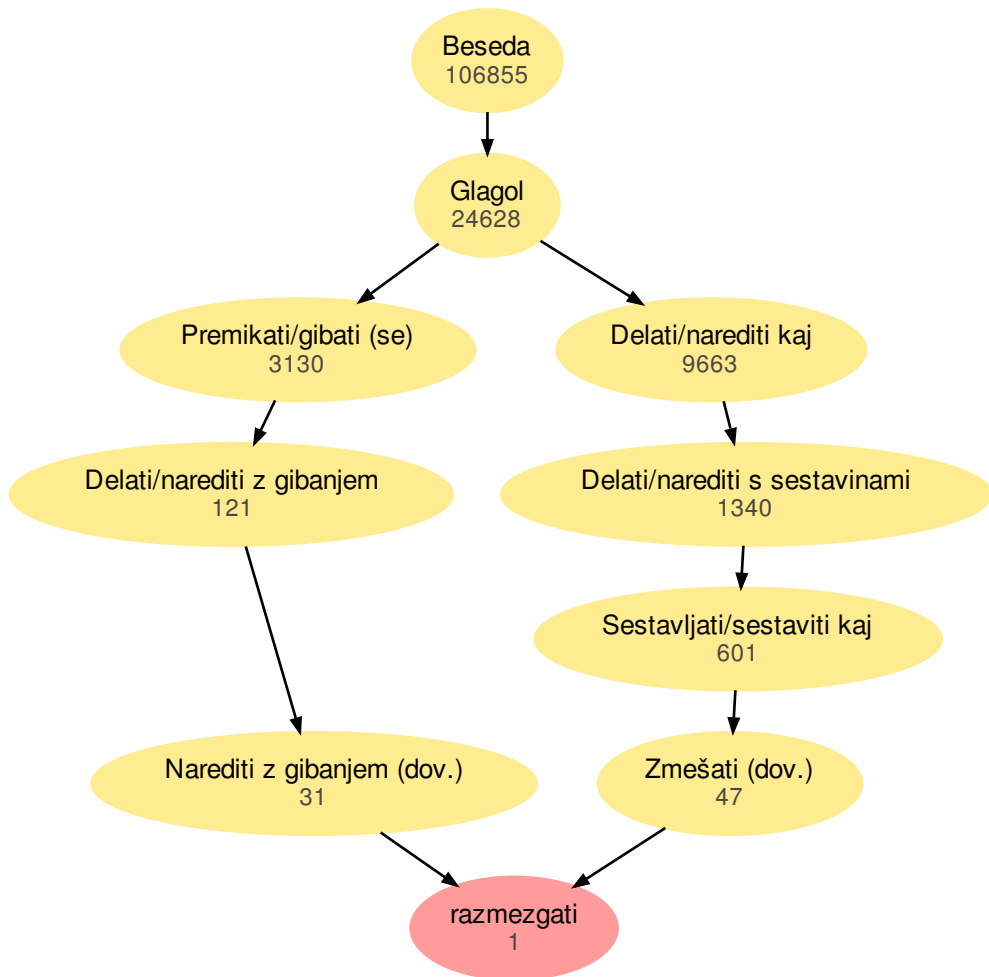 Beseda
106855
Glagol
24628
Premikati/gibati (se)
3130
Delati/narediti kaj
9663
Delati/narediti z gibanjem
121
Delati/narediti s sestavinami
1340
Sestavljati/sestaviti kaj
601
Narediti z gibanjem (dov.)
31
Zmešati (dov.)
47
razmezgati
1